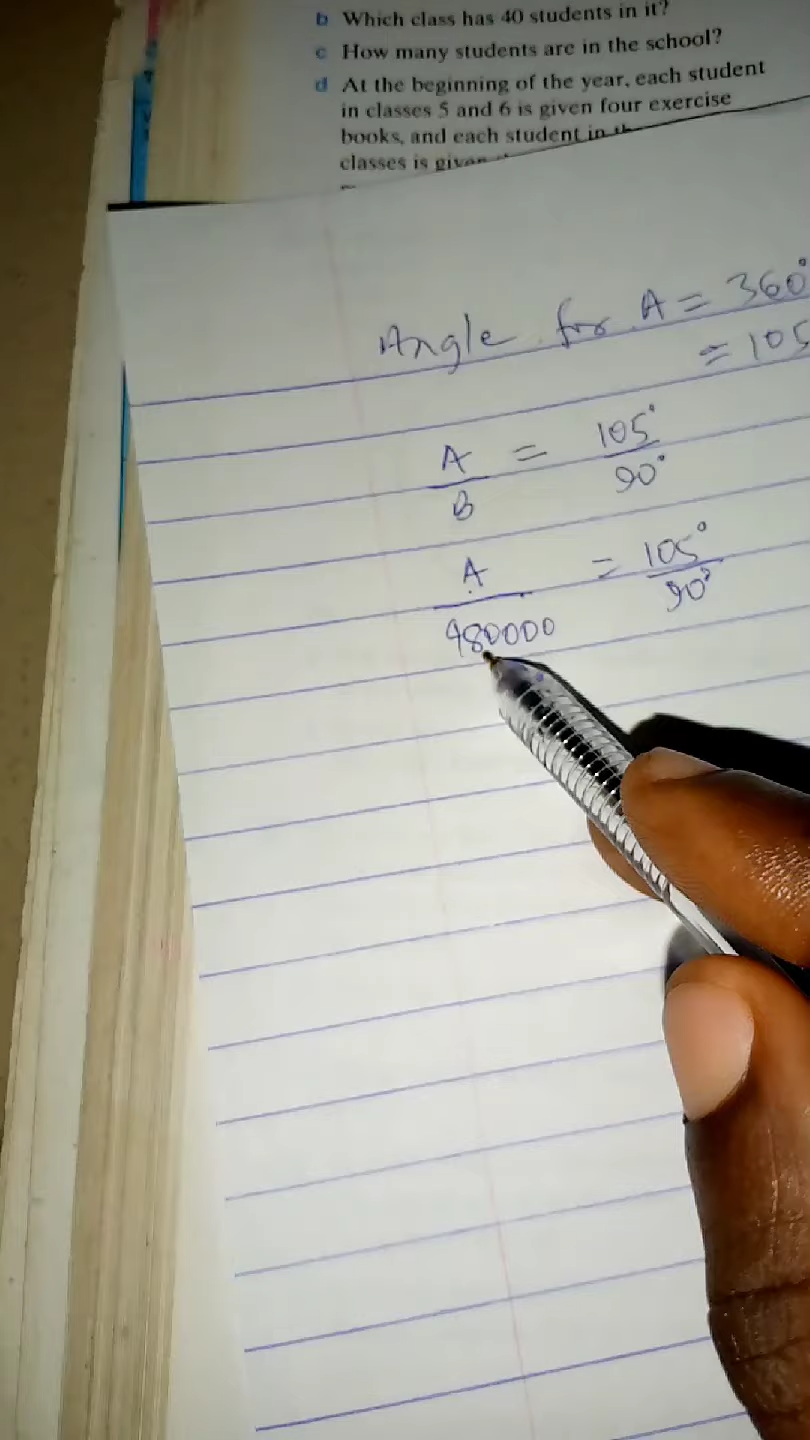 b Which class has 40 students in it?
c How many students are in the school?
d At the beginning of the year, each student
in classes 5 and 6 is given four exercise
books, and each student in
classes is given
Angle for A = 360°
= 105
A = 105°
B 90°
A = 105°
480000 90°